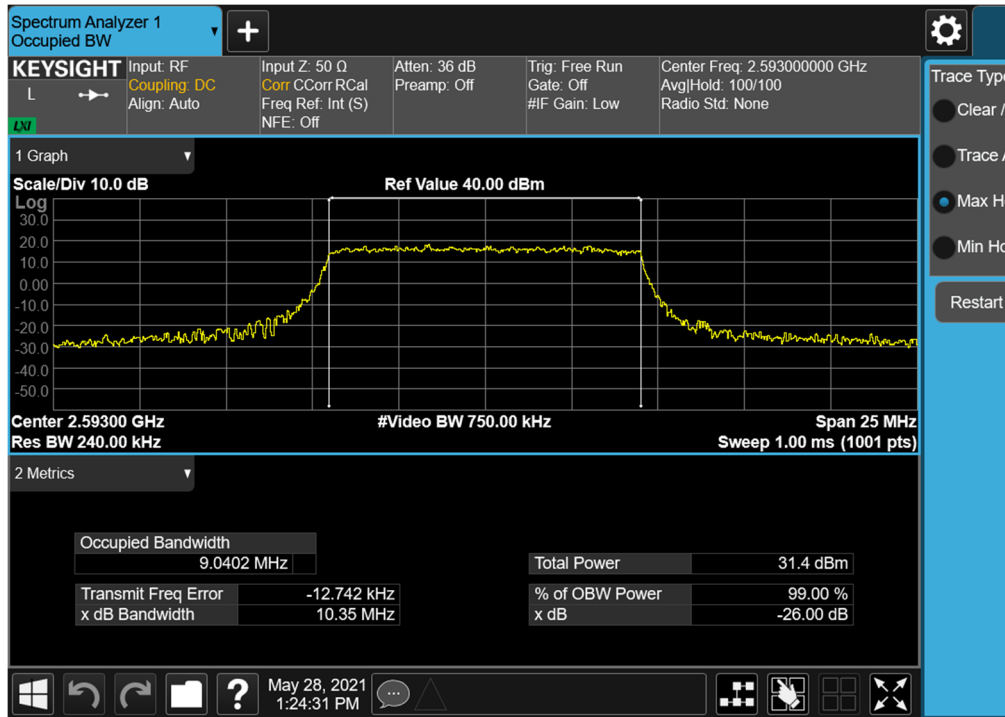 Spectrum Analyzer 1
Occupied BW
KEYSIGHT
L
LXI
Input: RF
Coupling: DC
Align: Auto
Input Z: 50 Ω
Corr CCorr RCal
Freq Ref: Int (S)
NFE: Off
Atten: 36 dB
Preamp: Off
Trig: Free Run
Gate: Off
#IF Gain: Low
Center Freq: 2.593000000 GHz
Avg|Hold: 100/100
Radio Std: None
Trace Type
Clear /
Trace
Max H
Min Ho
Restart
1 Graph
Scale/Div 10.0 dB
Ref Value 40.00 dBm
Log
30.0
20.0
10.0
0.00
-10.0
-20.0
-30.0
-40.0
-50.0
Center 2.59300 GHz
#Video BW 750.00 kHz
Span 25 MHz
Res BW 240.00 kHz
Sweep 1.00 ms (1001 pts)
2 Metrics
Occupied Bandwidth
9.0402 MHz
Total Power 31.4 dBm
Transmit Freq Error -12.742 kHz
% of OBW Power 99.00 %
x dB Bandwidth 10.35 MHz
x dB -26.00 dB
May 28, 2021
1:24:31 PM